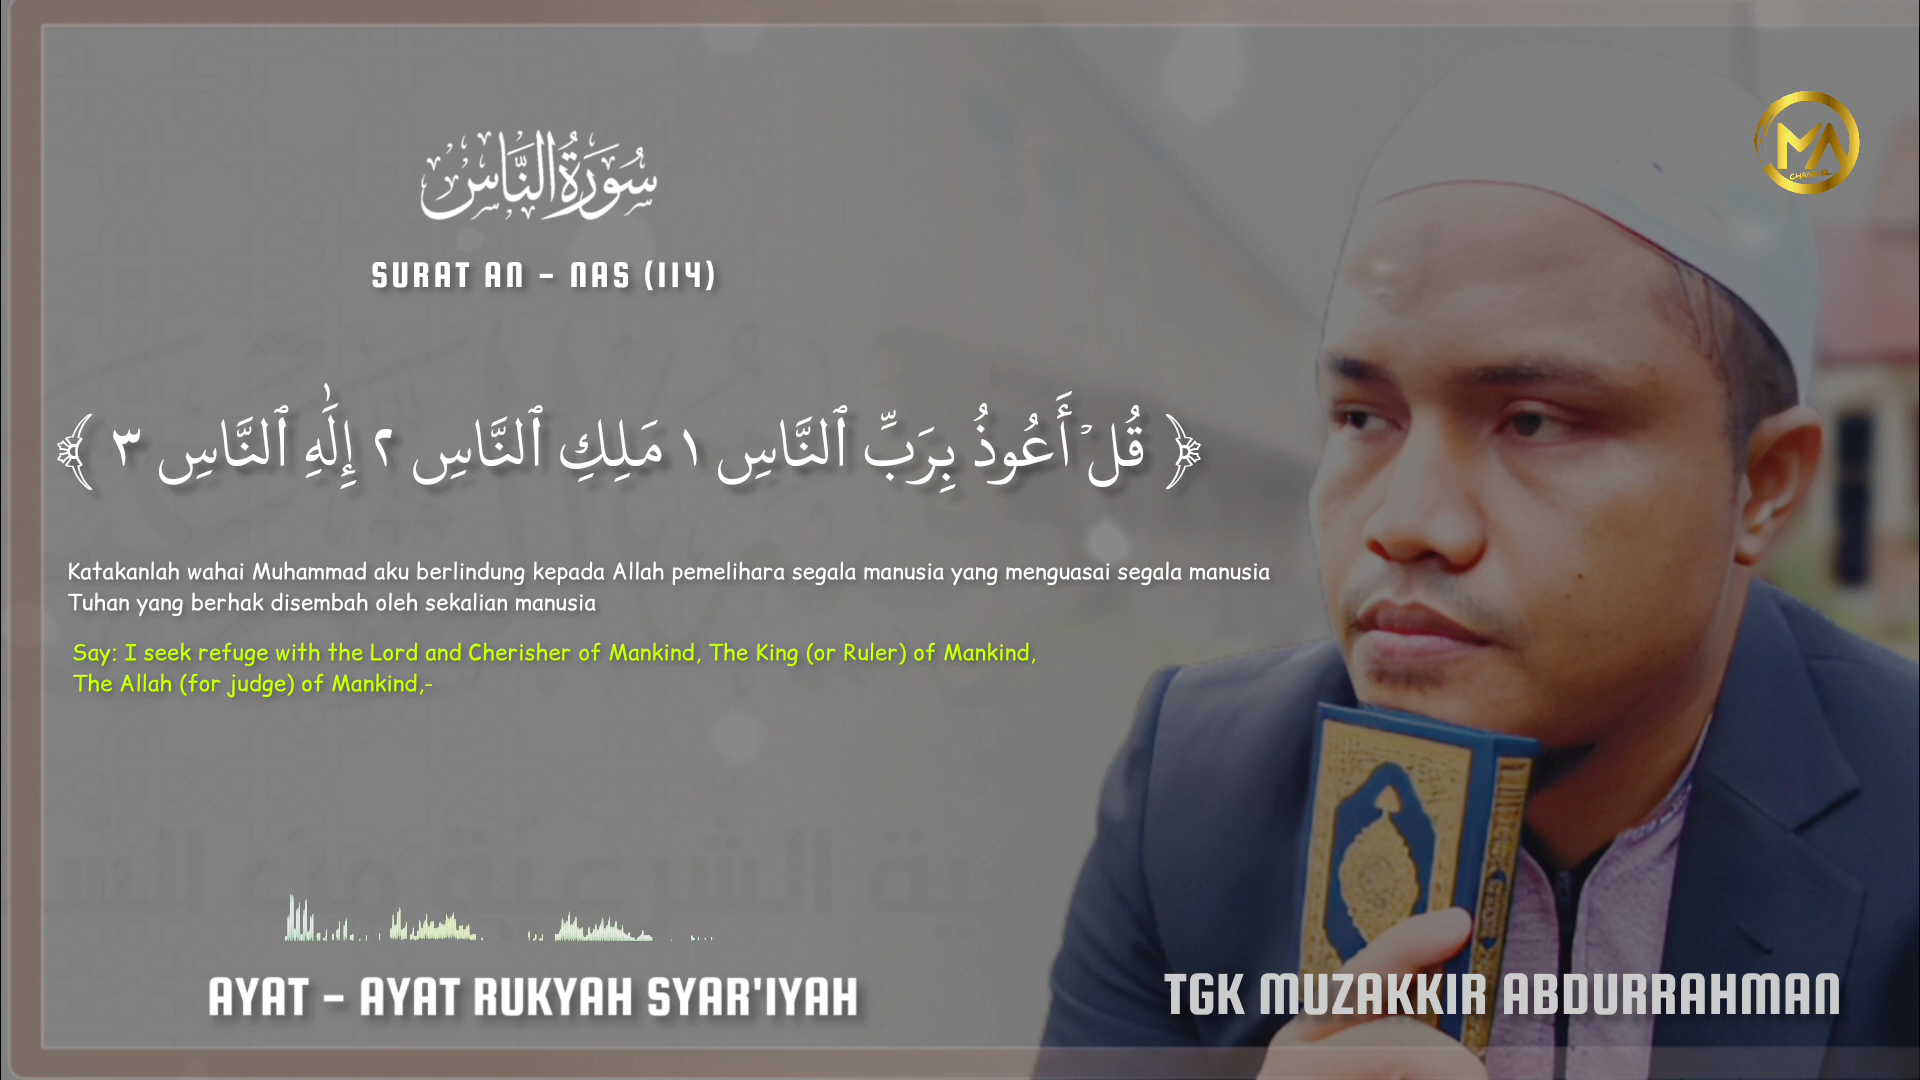 سُورَةُ النَّاسِ
SURAT AN - NAS (114)
﴿ قُلۡ أَعُوذُ بِرَبِّ ٱلنَّاسِ ١ مَلِكِ ٱلنَّاسِ ٢ إِلَٰهِ ٱلنَّاسِ ٣ ﴾
Katakanlah wahai Muhammad aku berlindung kepada Allah pemelihara segala manusia yang menguasai segala manusia
Tuhan yang berhak disembah oleh sekalian manusia
Say: I seek refuge with the Lord and Cherisher of Mankind, The King (or Ruler) of Mankind,
The Allah (for judge) of Mankind,-
AYAT - AYAT RUKYAH SYAR'IYAH
TGK MUZAKKIR ABDURRAHMAN
MA
CHANNEL